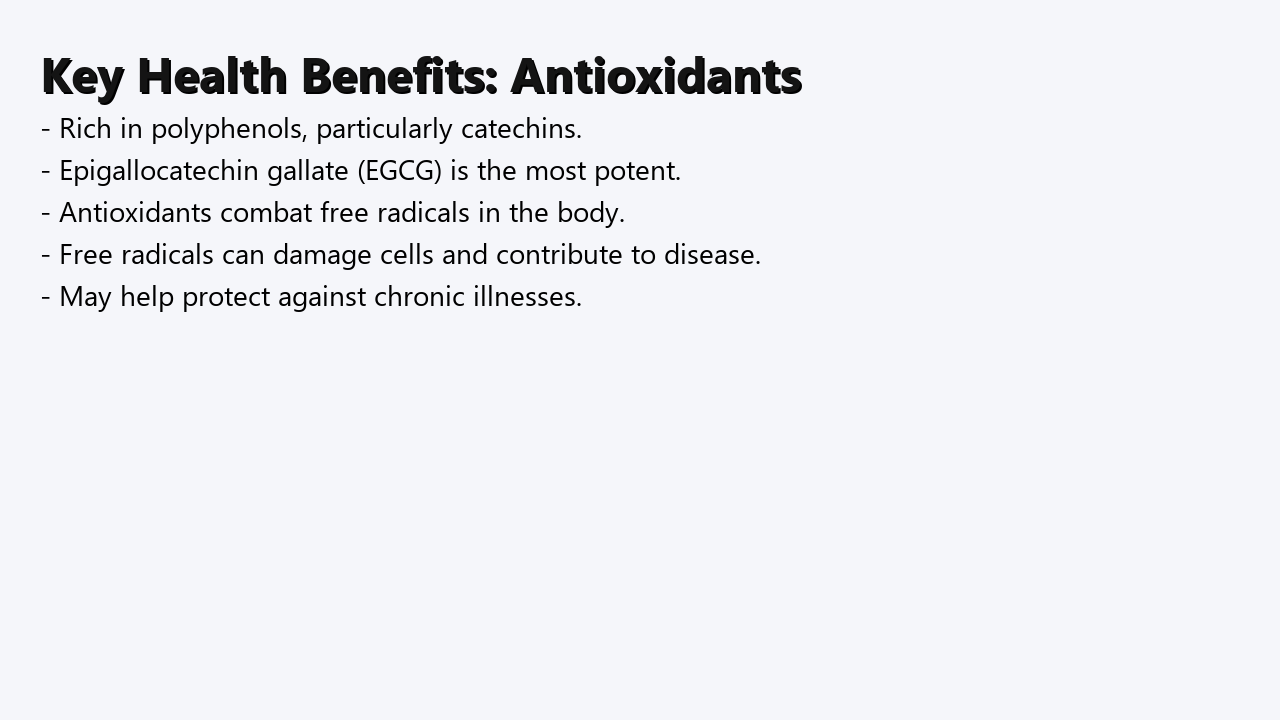 Key Health Benefits: Antioxidants
- Rich in polyphenols, particularly catechins.
- Epigallocatechin gallate (EGCG) is the most potent.
- Antioxidants combat free radicals in the body.
- Free radicals can damage cells and contribute to disease.
- May help protect against chronic illnesses.